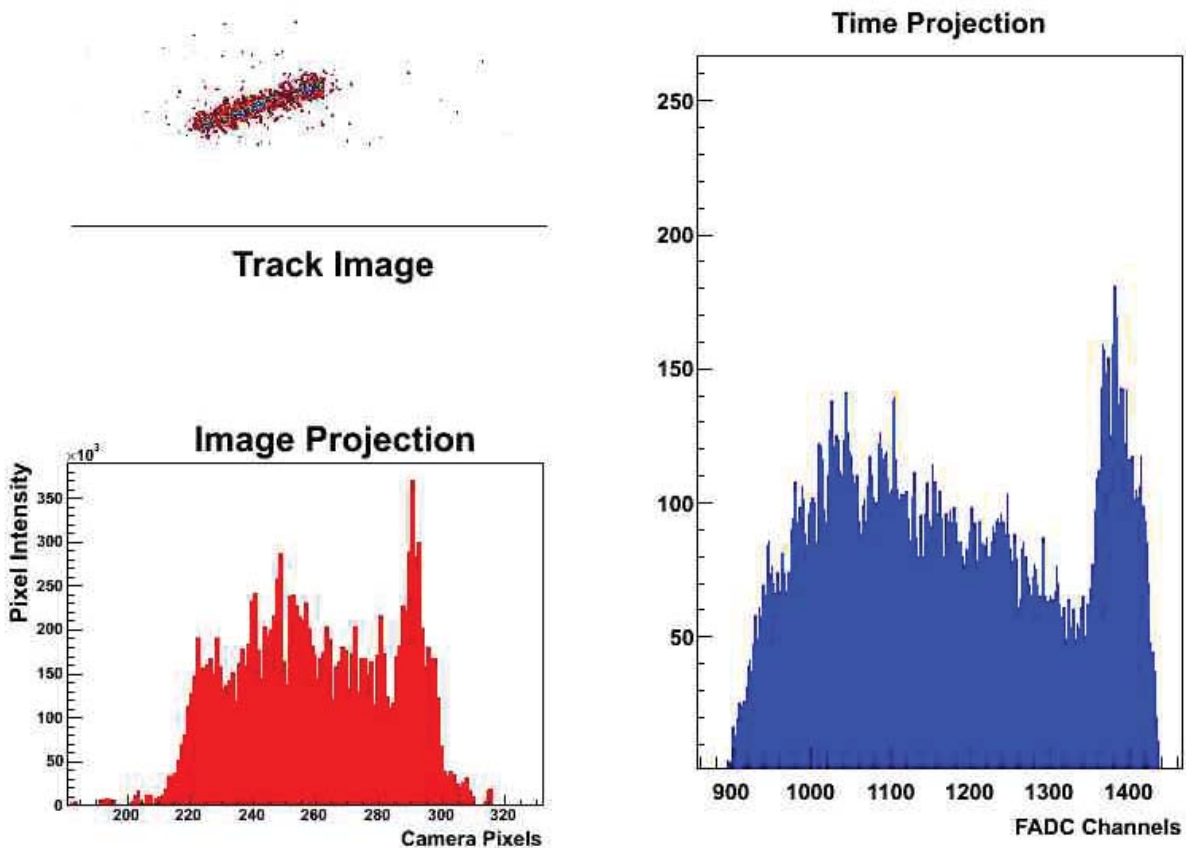 Time Projection
250
200
150
100
50
900 1000 1100 1200 1300 1400
FADC Channels
Track Image
Image Projection
×10³
Pixel Intensity
350
300
250
200
150
100
50
0
200 220 240 260 280 300 320
Camera Pixels